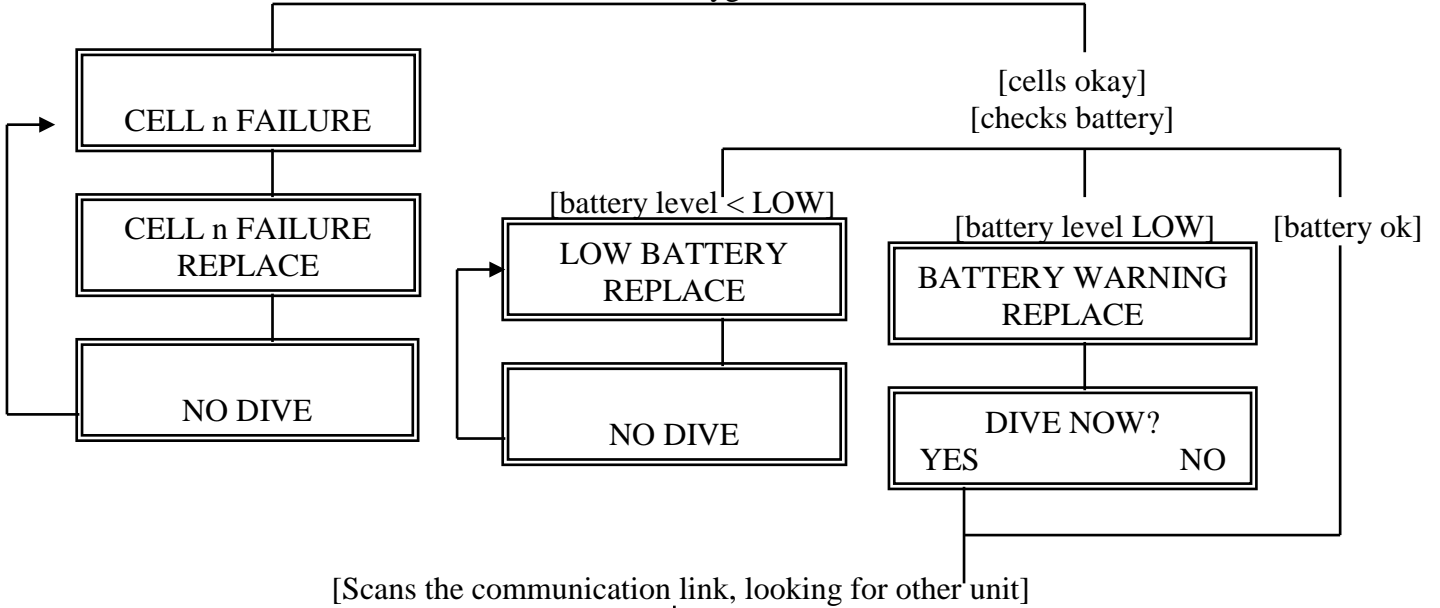 CELL n FAILURE
CELL n FAILURE
REPLACE
NO DIVE
[cells okay]
[checks battery]
[battery level < LOW]
LOW BATTERY
REPLACE
NO DIVE
[battery level LOW]
BATTERY WARNING
REPLACE
DIVE NOW?
YES NO
[battery ok]
[Scans the communication link, looking for other unit]